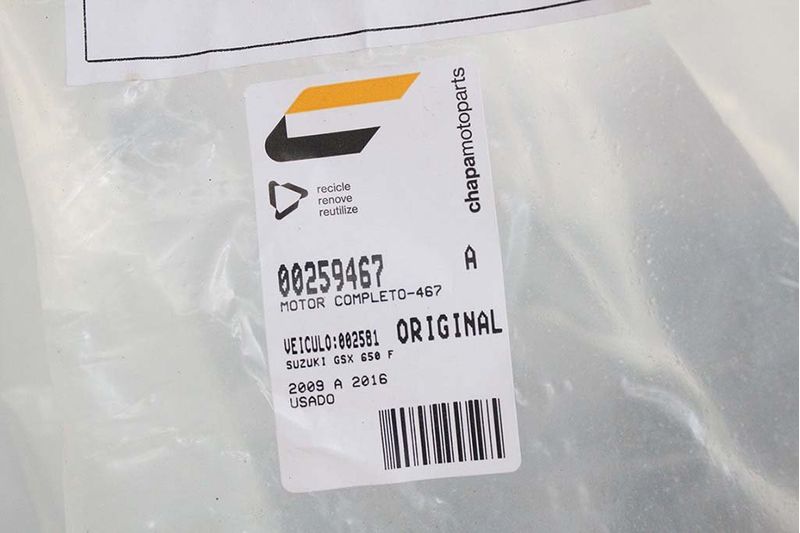 chapamotoparts
recicle
renove
reutilize
00259467
A
MOTOR COMPLETO-467
VEICULO:002581 ORIGINAL
SUZUKI GSX 650 F
2009 A 2016
USADO